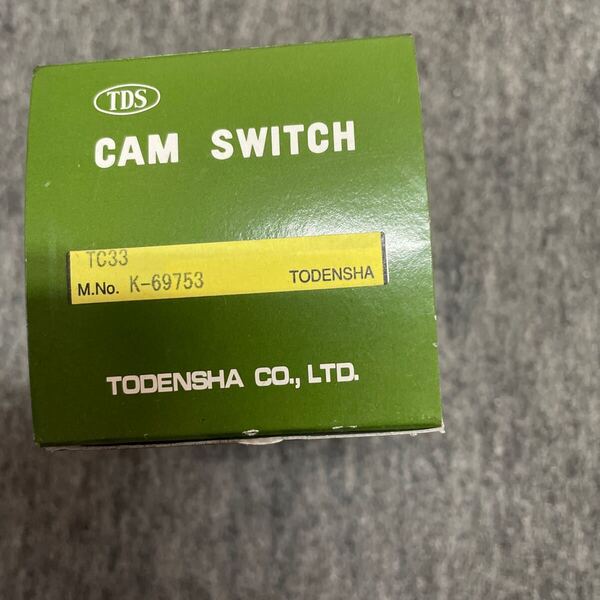 TDS
CAM SWITCH
TC33
M.No. K-69753 TODENSHA
TODENSHA CO., LTD.